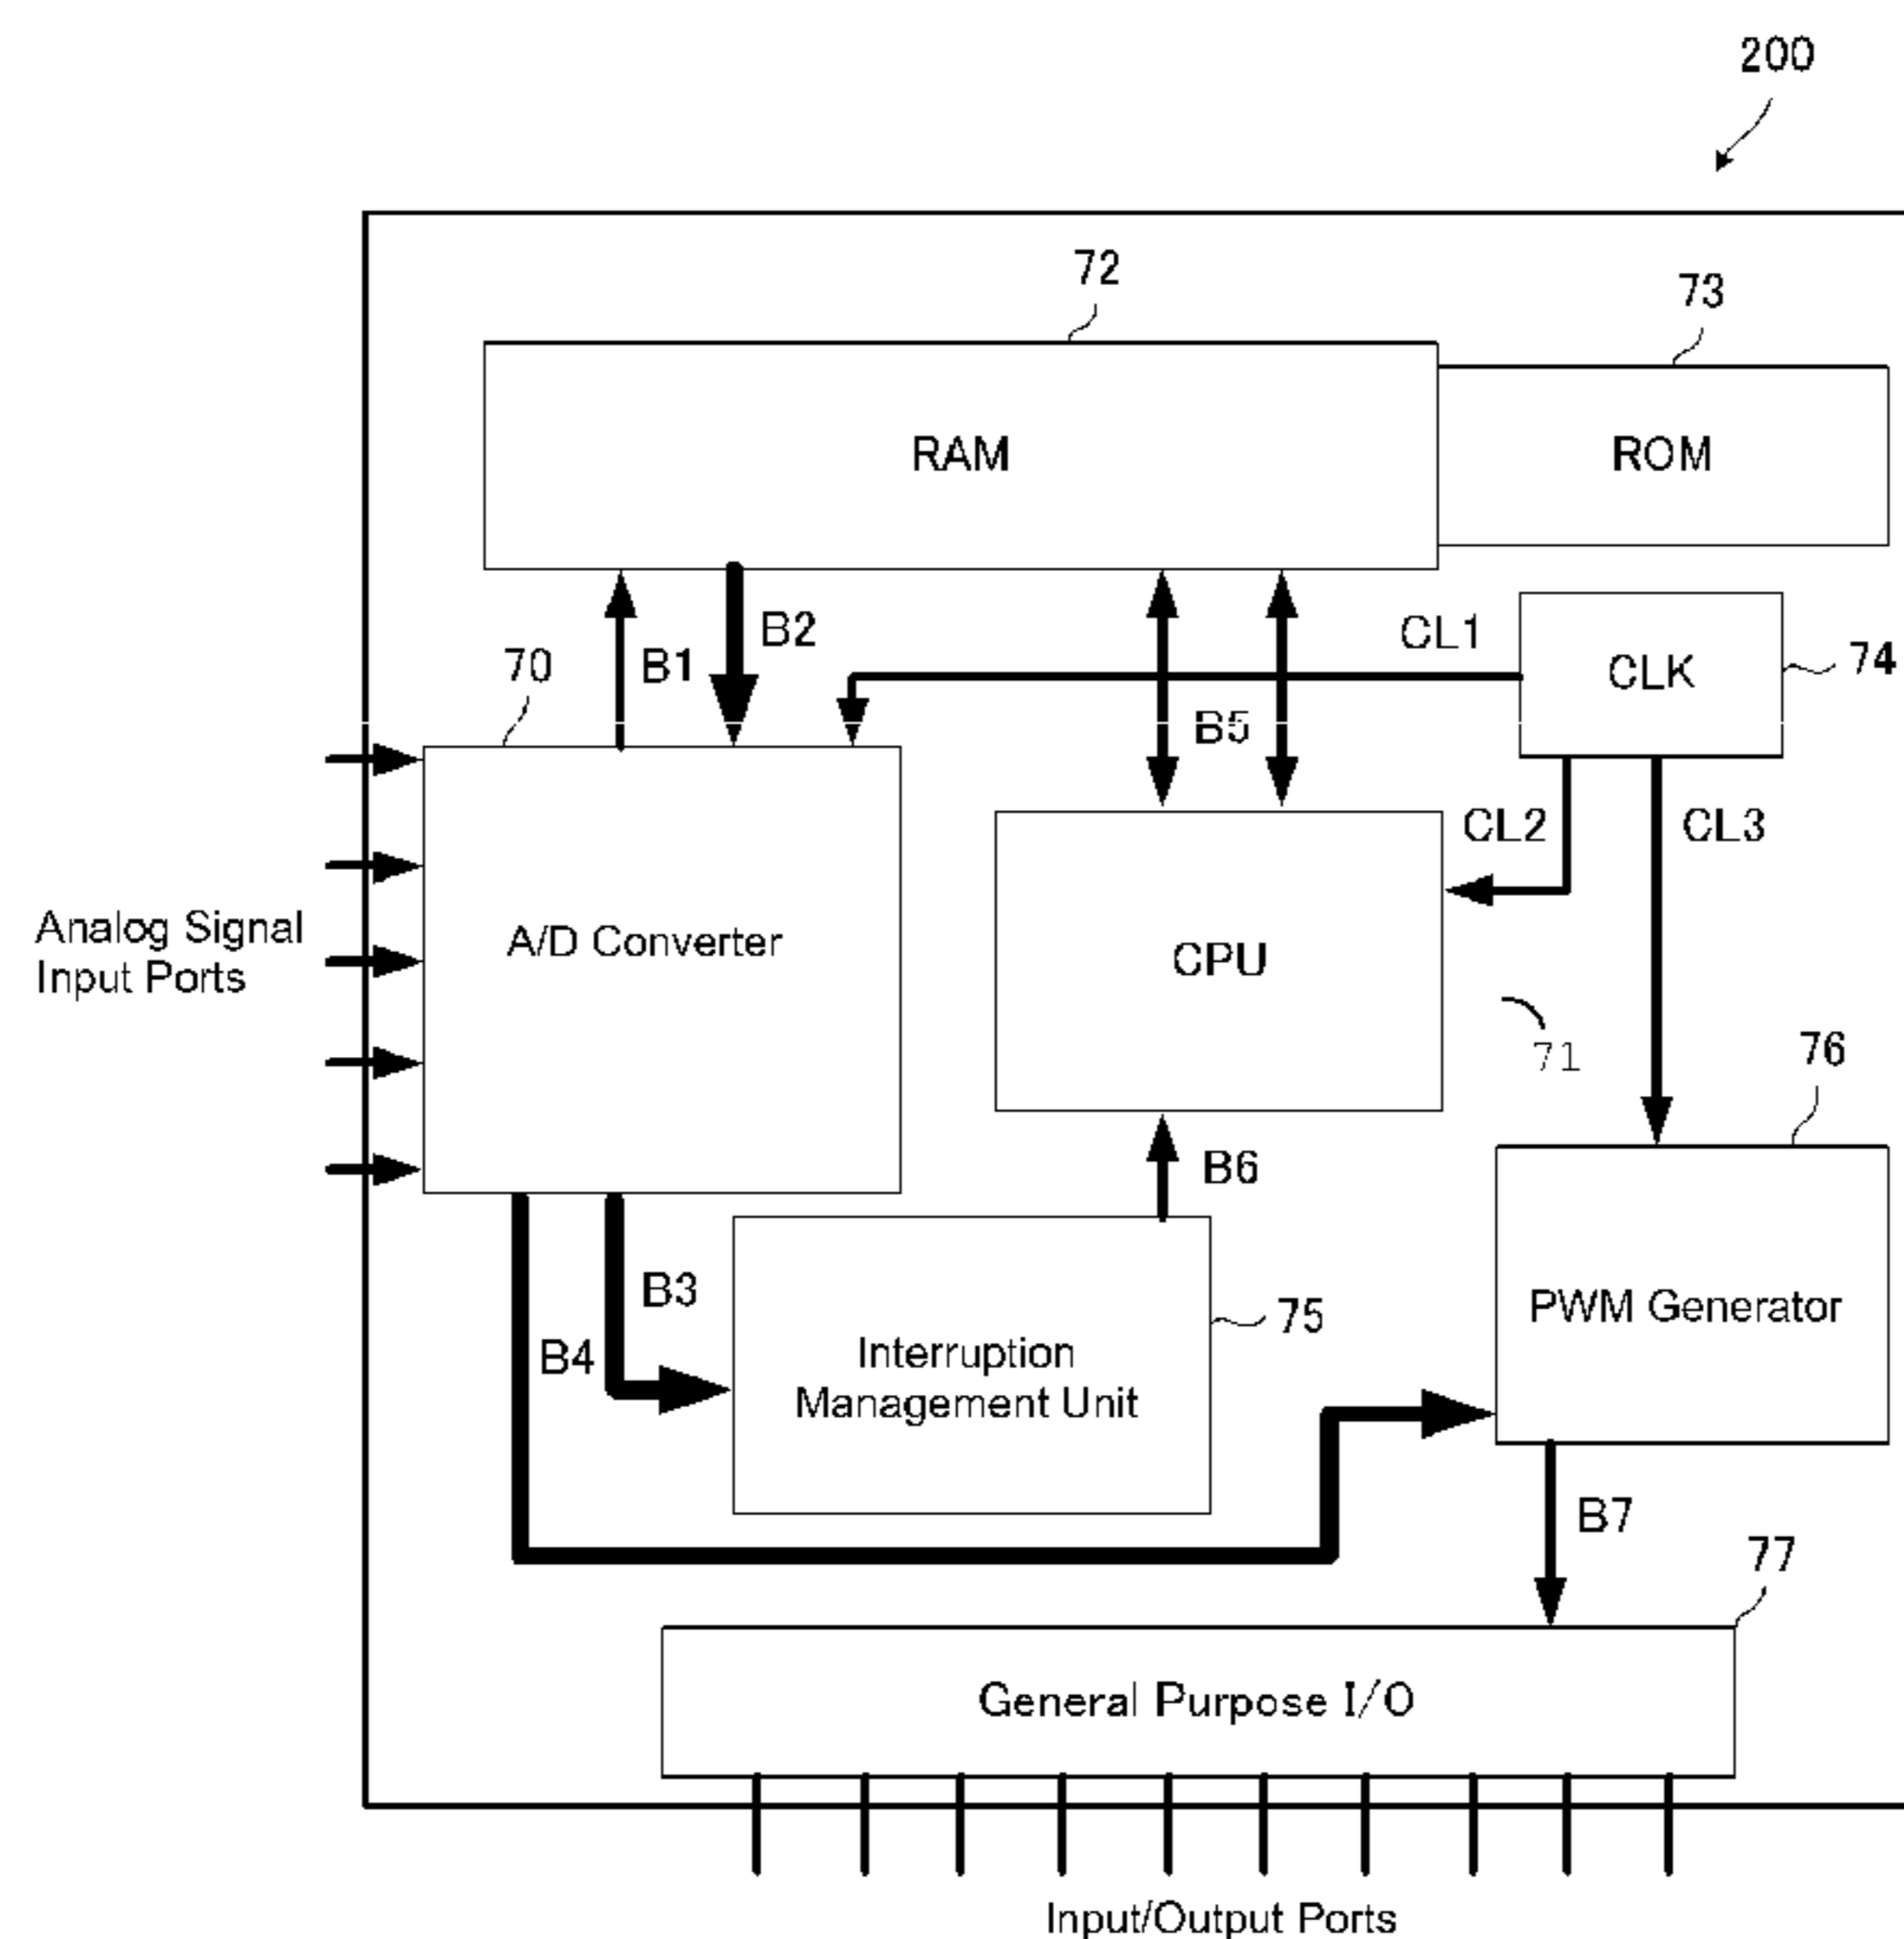 200
72
73
RAM
ROM
B1
B2
CL1
CLK
74
70
B5
CL2
CL3
Analog Signal
Input Ports
A/D Converter
CPU
71
76
B6
B3
B4
75
Interruption
Management Unit
PWM Generator
B7
77
General Purpose I/O
Input/Output Ports